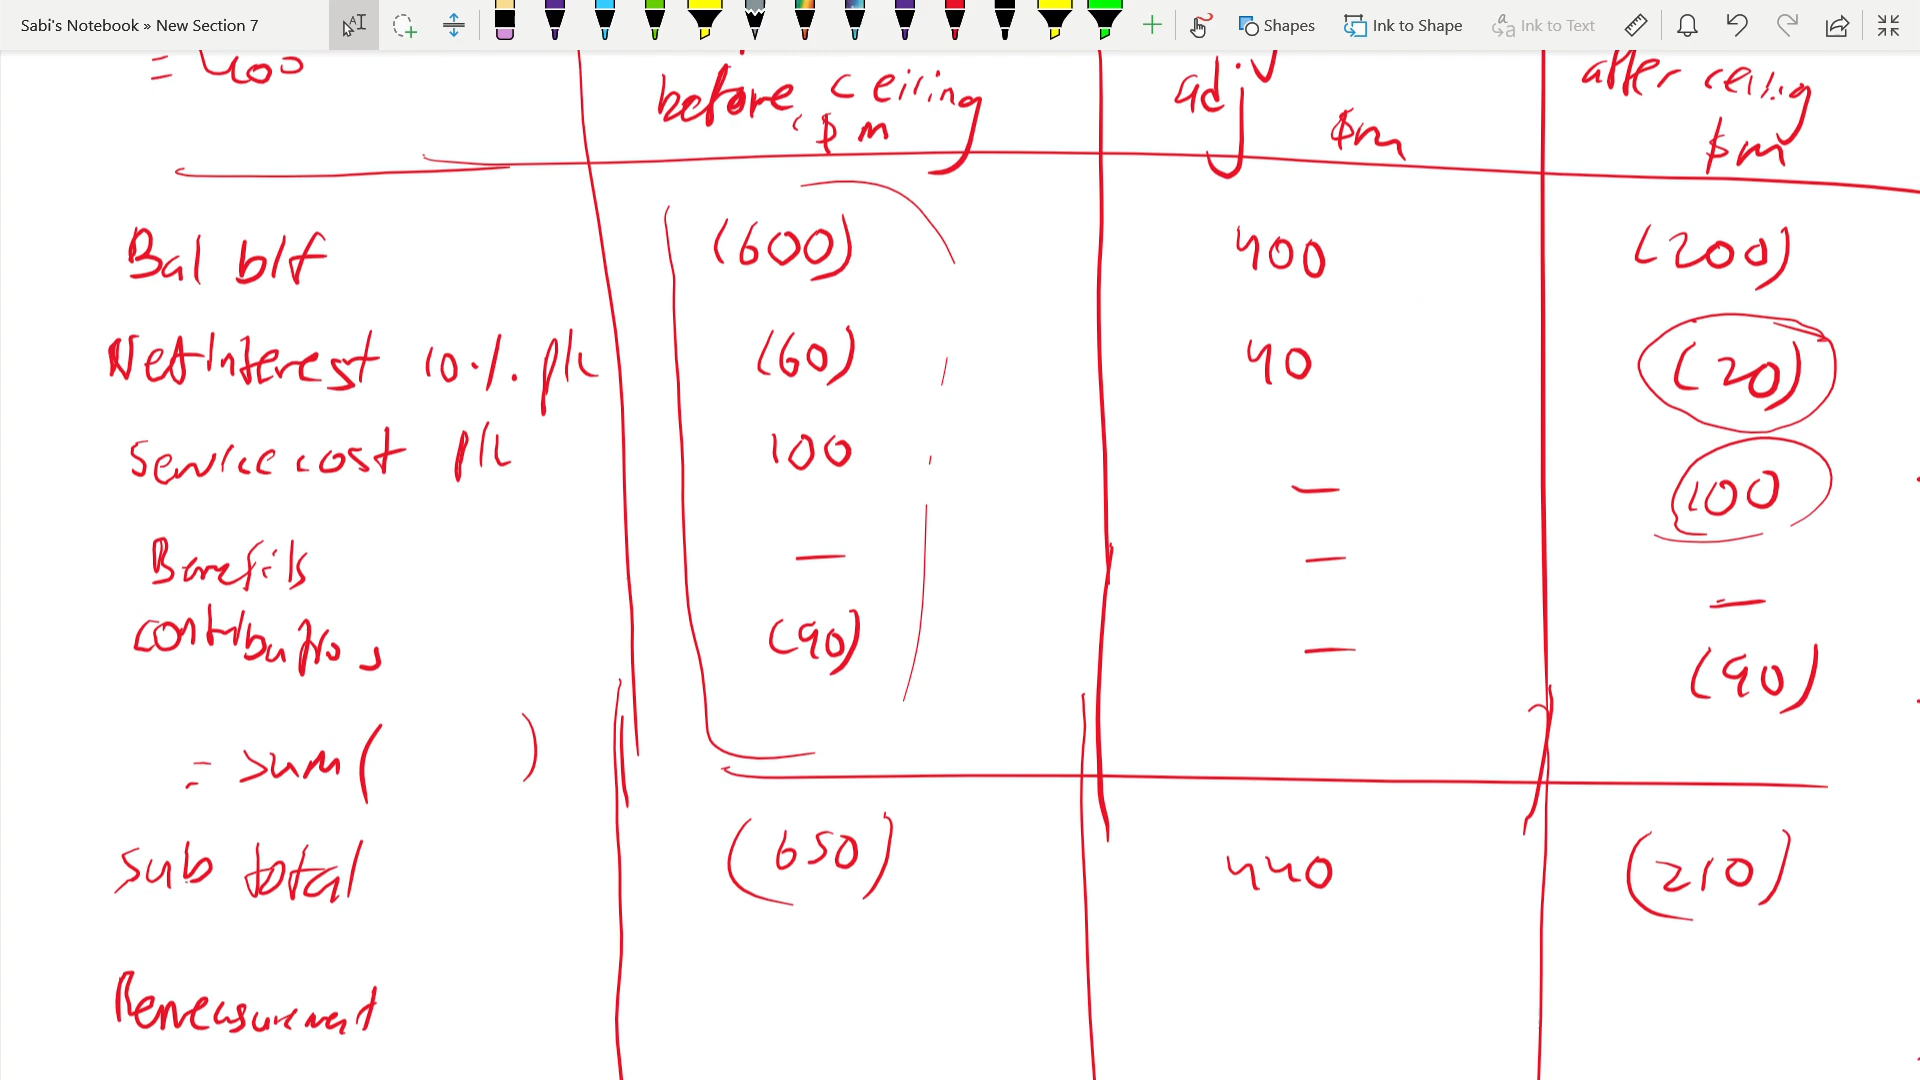 Sabi's Notebook » New Section 7 Shapes Ink to Shape Ink to Text
= 400 before ceiling adj after ceiling
$m $m $m
Bal b/f (600) 400 (200)
Net Interest 10%. P/L (60) 40 (20)
Service cost P/L 100 — 100
Benefits — — —
contributions (90) — (90)
= sum( )
Sub total (650) 440 (210)
Remeasurement